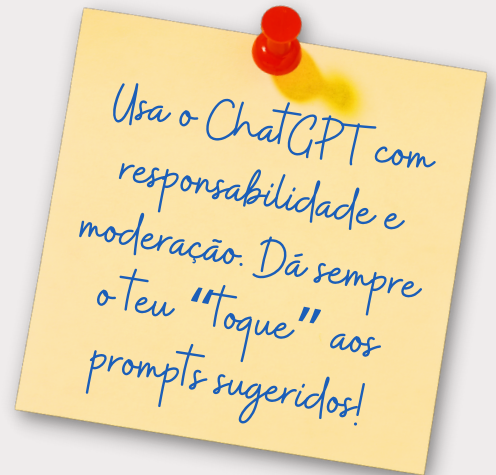 Usa o ChatGPT com
responsabilidade e
moderação. Dá sempre
o teu "toque" aos
prompts sugeridos!